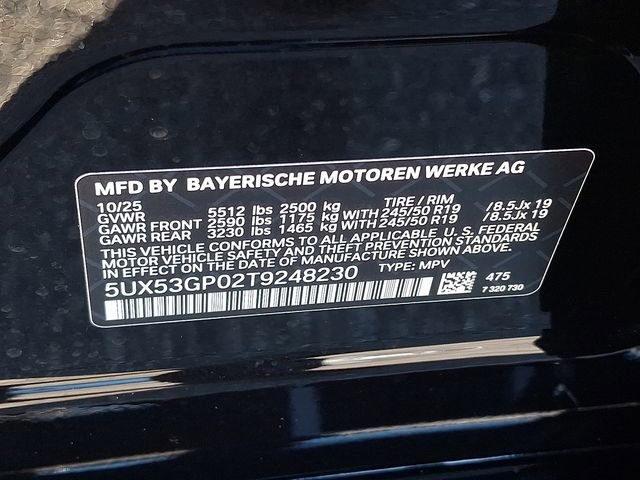 MFD BY BAYERISCHE MOTOREN WERKE AG
10/25 TIRE / RIM
GVWR 5512 lbs 2500 kg
GAWR FRONT 2590 lbs 1175 kg WITH 245/50 R19 /8.5Jx 19
GAWR REAR 3230 lbs 1465 kg WITH 245/50 R19 /8.5Jx 19
THIS VEHICLE CONFORMS TO ALL APPLICABLE U. S. FEDERAL
MOTOR VEHICLE SAFETY AND THEFT PREVENTION STANDARDS
IN EFFECT ON THE DATE OF MANUFACTURE SHOWN ABOVE.
5UX53GP02T9248230 TYPE: MPV
475
7 320 730